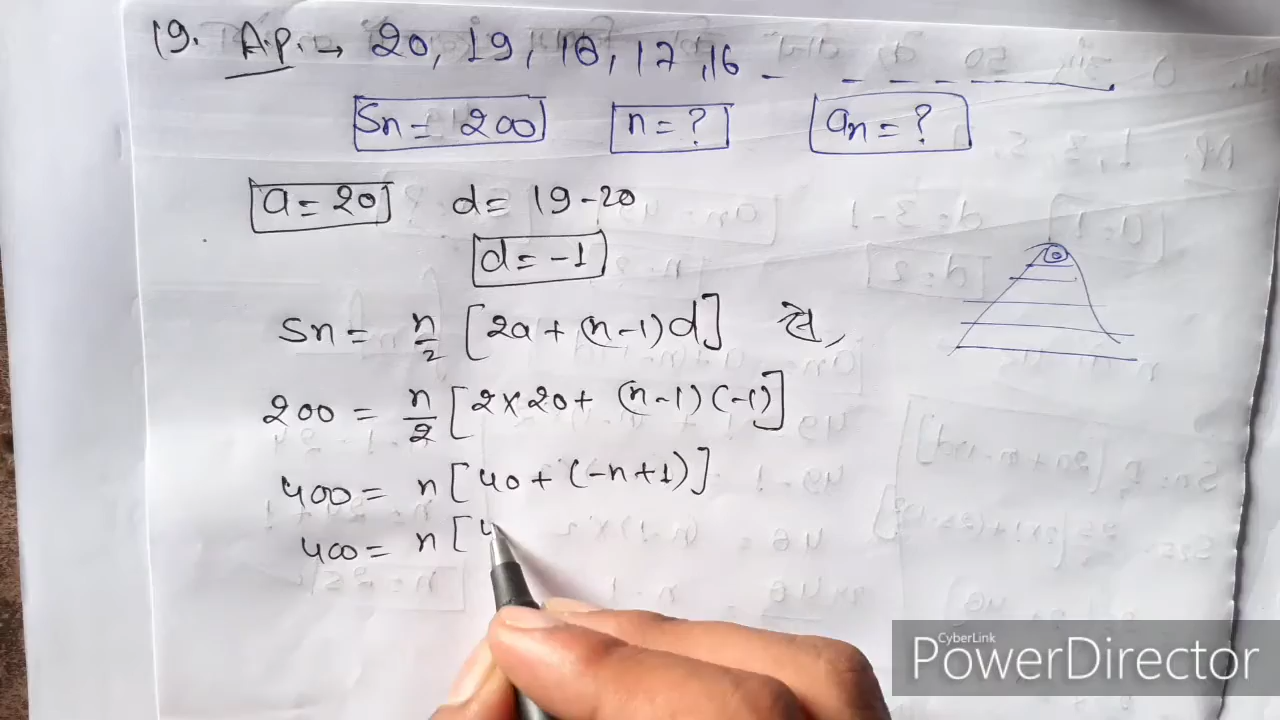 19. A.P. → 20, 19, 18, 17, 16 _ _ _ _ _
Sn = 200 n = ? an = ?
a = 20 d = 19 - 20
d = -1
Sn = n/2 [2a + (n-1)d] से,
200 = n/2 [2×20 + (n-1)(-1)]
400 = n [40 + (-n+1)]
400 = n [4
CyberLink
PowerDirector